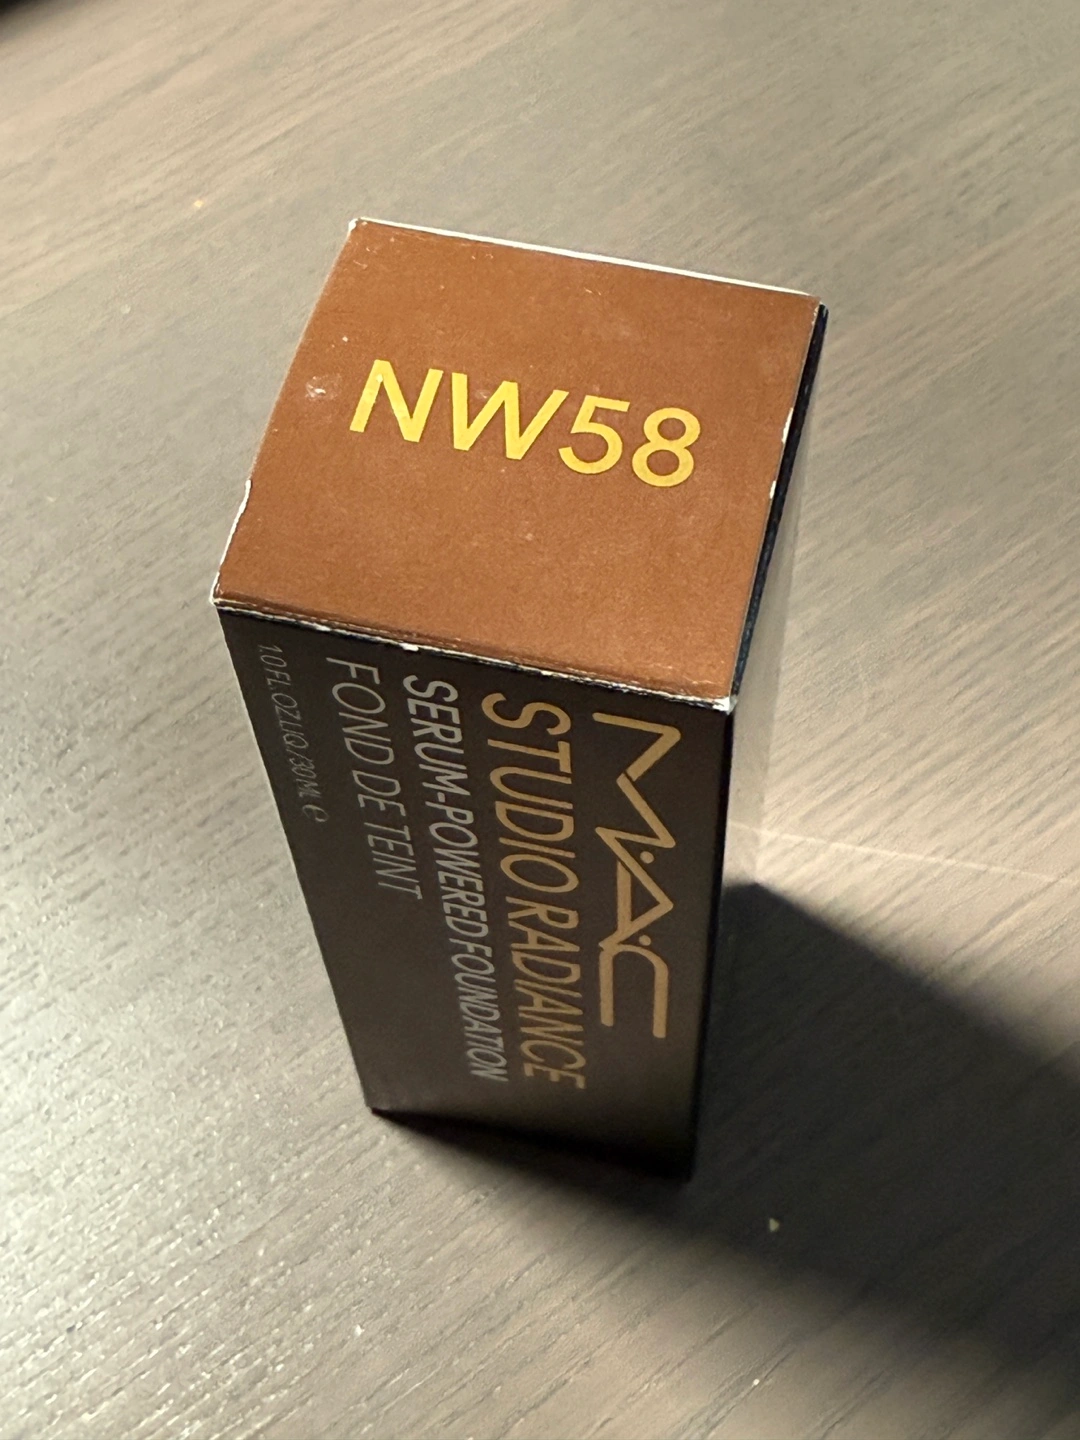 NW58
MAC
STUDIO RADIANCE
SERUM-POWERED FOUNDATION
FOND DE TEINT
1.0 FL.OZ.LIQ./30 ML ℮